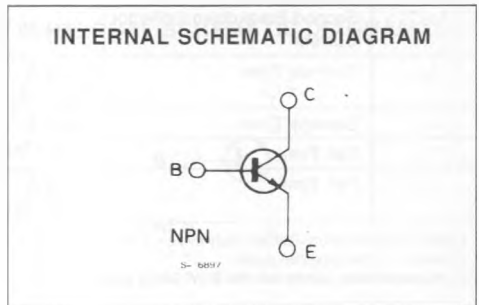 INTERNAL SCHEMATIC DIAGRAM
C
B
NPN
E
S- 6897